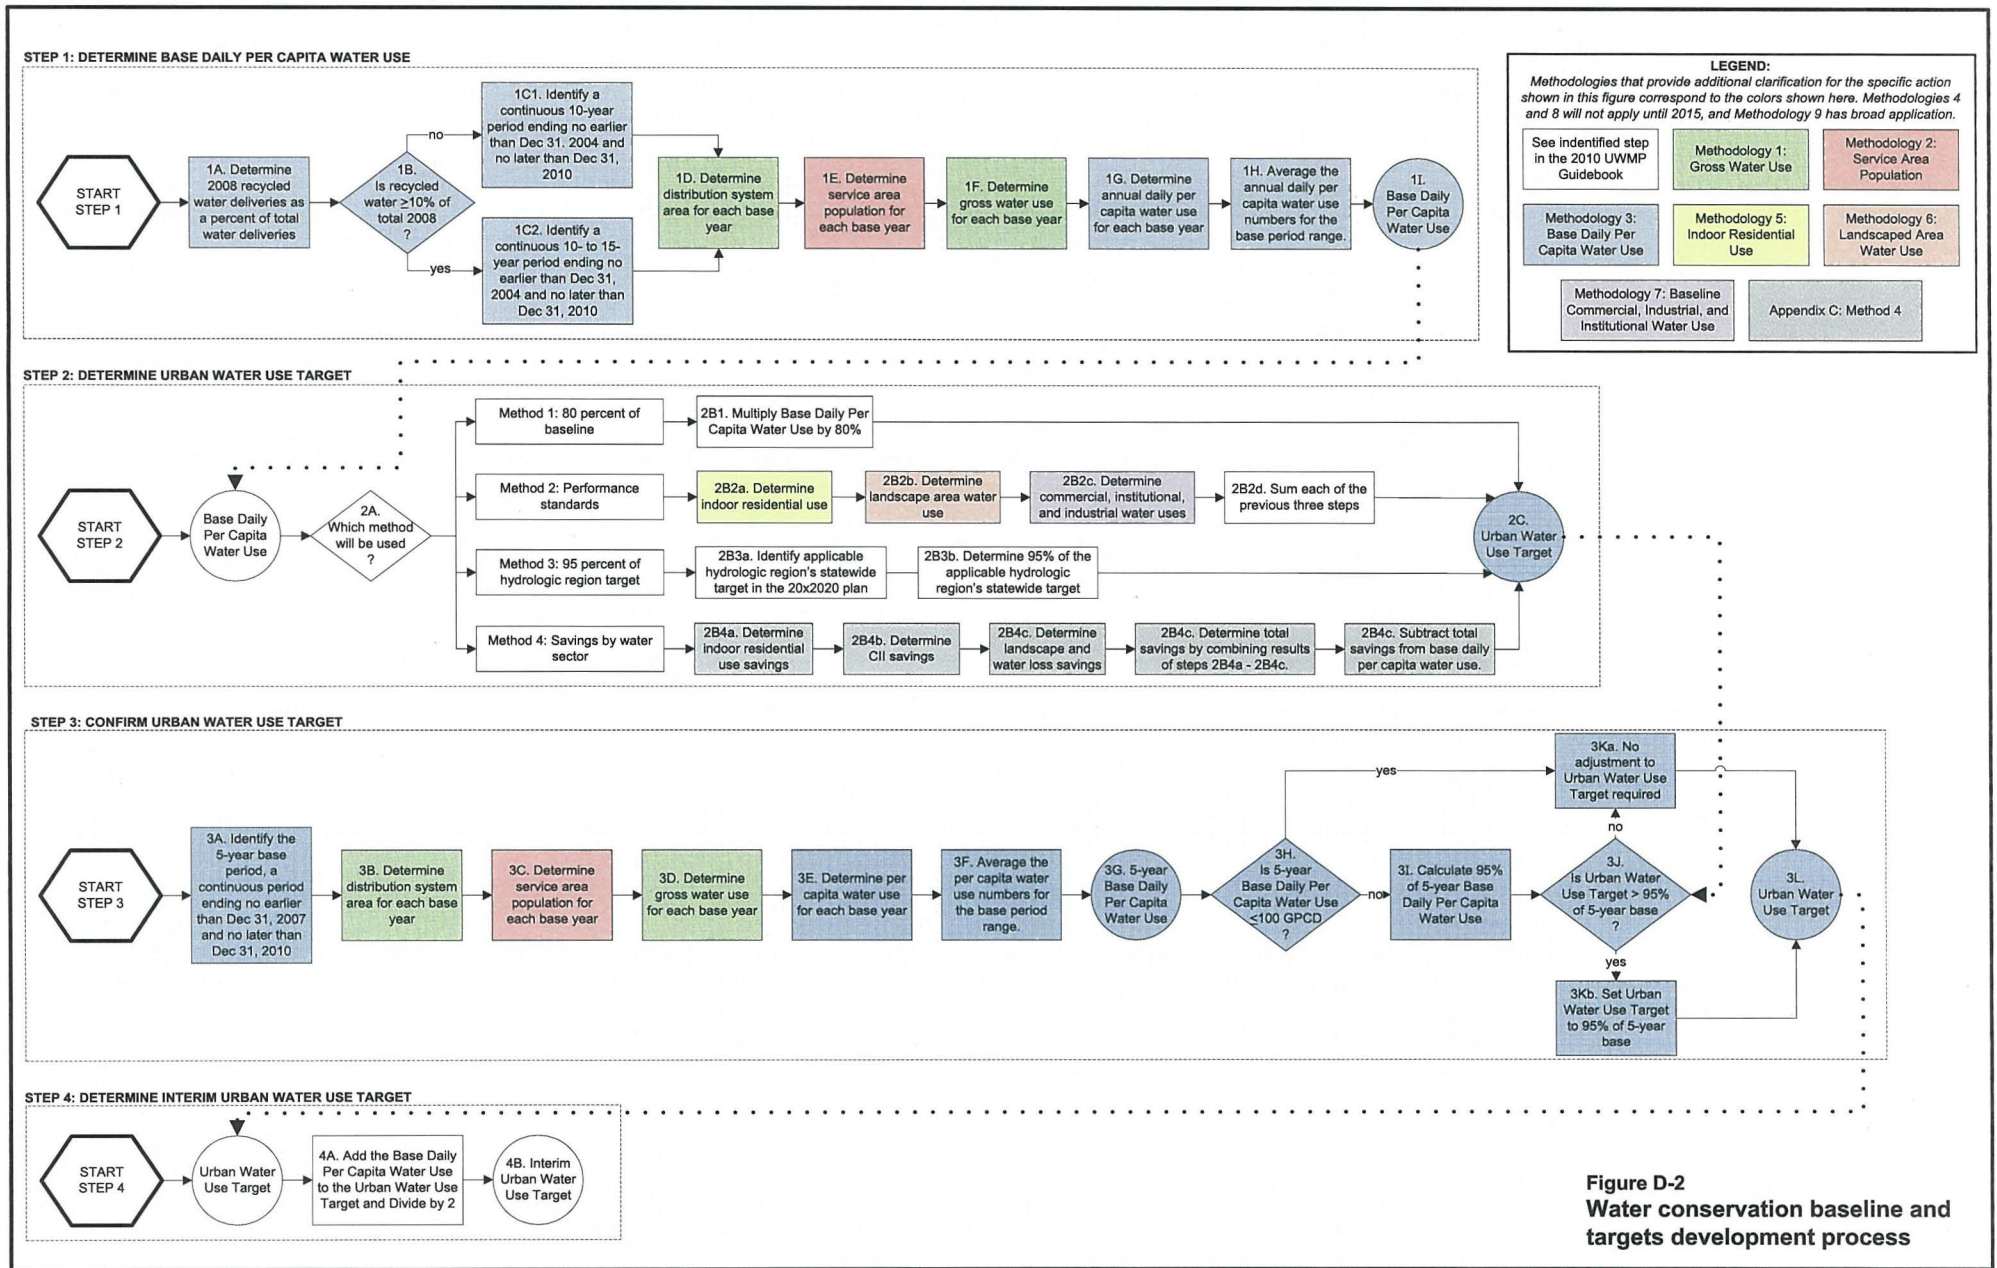 STEP 1: DETERMINE BASE DAILY PER CAPITA WATER USE
START
STEP 1
1A. Determine
2008 recycled
water deliveries as
a percent of total
water deliveries
1B.
Is recycled
water ≥10% of
total 2008
?
no
yes
1C1. Identify a
continuous 10-year
period ending no earlier
than Dec 31. 2004 and
no later than Dec 31,
2010
1C2. Identify a
continuous 10- to 15-
year period ending no
earlier than Dec 31,
2004 and no later than
Dec 31, 2010
1D. Determine
distribution system
area for each base
year
1E. Determine
service area
population for
each base year
1F. Determine
gross water use
for each base year
1G. Determine
annual daily per
capita water use
for each base year
1H. Average the
annual daily per
capita water use
numbers for the
base period range.
1I.
Base Daily
Per Capita
Water Use
LEGEND:
Methodologies that provide additional clarification for the specific action
shown in this figure correspond to the colors shown here. Methodologies 4
and 8 will not apply until 2015, and Methodology 9 has broad application.
See indentified step
in the 2010 UWMP
Guidebook
Methodology 1:
Gross Water Use
Methodology 2:
Service Area
Population
Methodology 3:
Base Daily Per
Capita Water Use
Methodology 5:
Indoor Residential
Use
Methodology 6:
Landscaped Area
Water Use
Methodology 7: Baseline
Commercial, Industrial, and
Institutional Water Use
Appendix C: Method 4
STEP 2: DETERMINE URBAN WATER USE TARGET
START
STEP 2
Base Daily
Per Capita
Water Use
2A.
Which method
will be used
?
Method 1: 80 percent of
baseline
2B1. Multiply Base Daily Per
Capita Water Use by 80%
Method 2: Performance
standards
2B2a. Determine
indoor residential use
2B2b. Determine
landscape area water
use
2B2c. Determine
commercial, institutional,
and industrial water uses
2B2d. Sum each of the
previous three steps
Method 3: 95 percent of
hydrologic region target
2B3a. Identify applicable
hydrologic region's statewide
target in the 20x2020 plan
2B3b. Determine 95% of the
applicable hydrologic
region's statewide target
Method 4: Savings by water
sector
2B4a. Determine
indoor residential
use savings
2B4b. Determine
CII savings
2B4c. Determine
landscape and
water loss savings
2B4c. Determine total
savings by combining results
of steps 2B4a - 2B4c.
2B4c. Subtract total
savings from base daily
per capita water use.
2C.
Urban Water
Use Target
STEP 3: CONFIRM URBAN WATER USE TARGET
START
STEP 3
3A. Identify the
5-year base
period, a
continuous period
ending no earlier
than Dec 31, 2007
and no later than
Dec 31, 2010
3B. Determine
distribution system
area for each base
year
3C. Determine
service area
population for
each base year
3D. Determine
gross water use
for each base year
3E. Determine per
capita water use
for each base year
3F. Average the
per capita water
use numbers for
the base period
range.
3G. 5-year
Base Daily
Per Capita
Water Use
3H.
Is 5-year
Base Daily Per
Capita Water Use
≤100 GPCD
?
yes
no
3I. Calculate 95%
of 5-year Base
Daily Per Capita
Water Use
3J.
Is Urban Water
Use Target > 95%
of 5-year base
?
no
yes
3Ka. No
adjustment to
Urban Water Use
Target required
3Kb. Set Urban
Water Use Target
to 95% of 5-year
base
3L.
Urban Water
Use Target
STEP 4: DETERMINE INTERIM URBAN WATER USE TARGET
START
STEP 4
Urban Water
Use Target
4A. Add the Base Daily
Per Capita Water Use
to the Urban Water Use
Target and Divide by 2
4B. Interim
Urban Water
Use Target
Figure D-2
Water conservation baseline and
targets development process